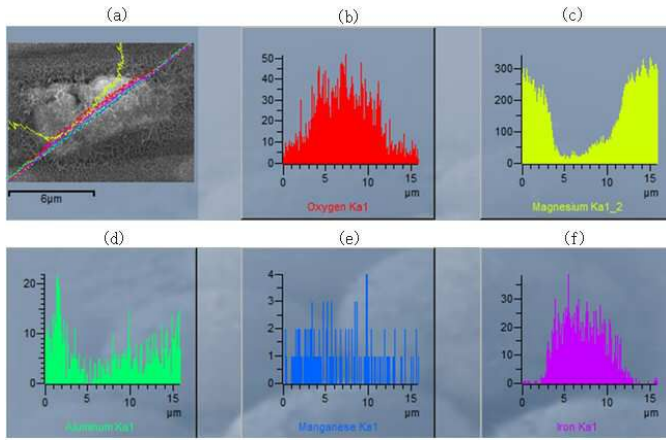 (a)
(b)
(c)
6μm
50
40
30
20
10
0
0 5 10 15
μm
Oxygen Ka1
300
200
100
0
0 5 10 15
μm
Magnesium Ka1_2
(d)
(e)
(f)
20
10
0
0 5 10 15
μm
Aluminum Ka1
4
3
2
1
0
0 5 10 15
μm
Manganese Ka1
30
20
10
0
0 5 10 15
μm
Iron Ka1